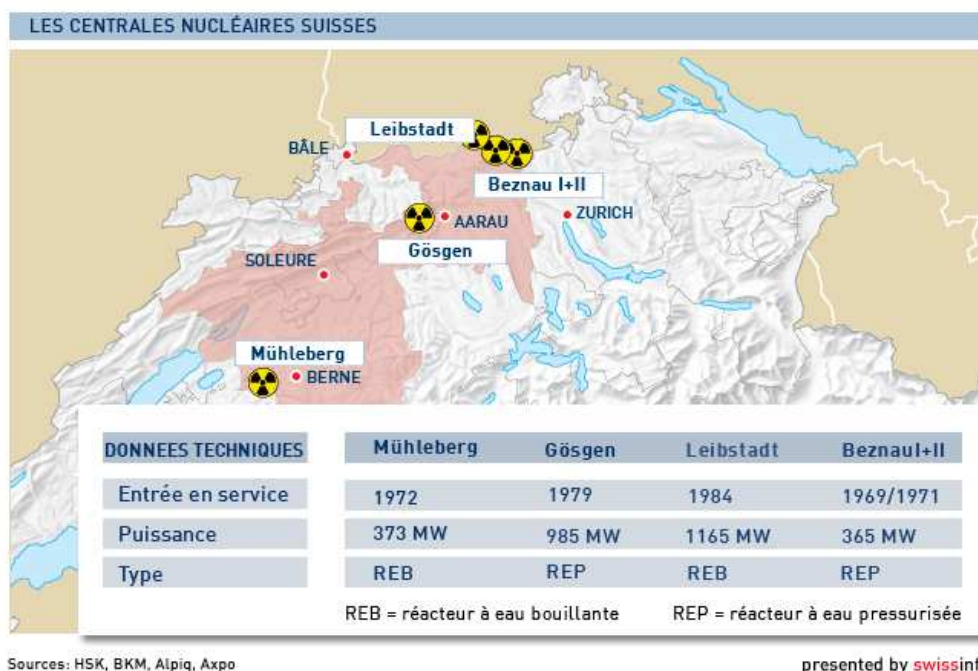 LES CENTRALES NUCLÉAIRES SUISSES
Leibstadt
BÂLE
Beznau I+II
ZURICH
AARAU
Gösgen
SOLEURE
Mühleberg
BERNE
DONNEES TECHNIQUES Mühleberg Gösgen Leibstadt BeznauI+II
Entrée en service 1972 1979 1984 1969/1971
Puissance 373 MW 985 MW 1165 MW 365 MW
Type REB REP REB REP
REB = réacteur à eau bouillante REP = réacteur à eau pressurisée
Sources: HSK, BKM, Alpiq, Axpo presented by swissinf